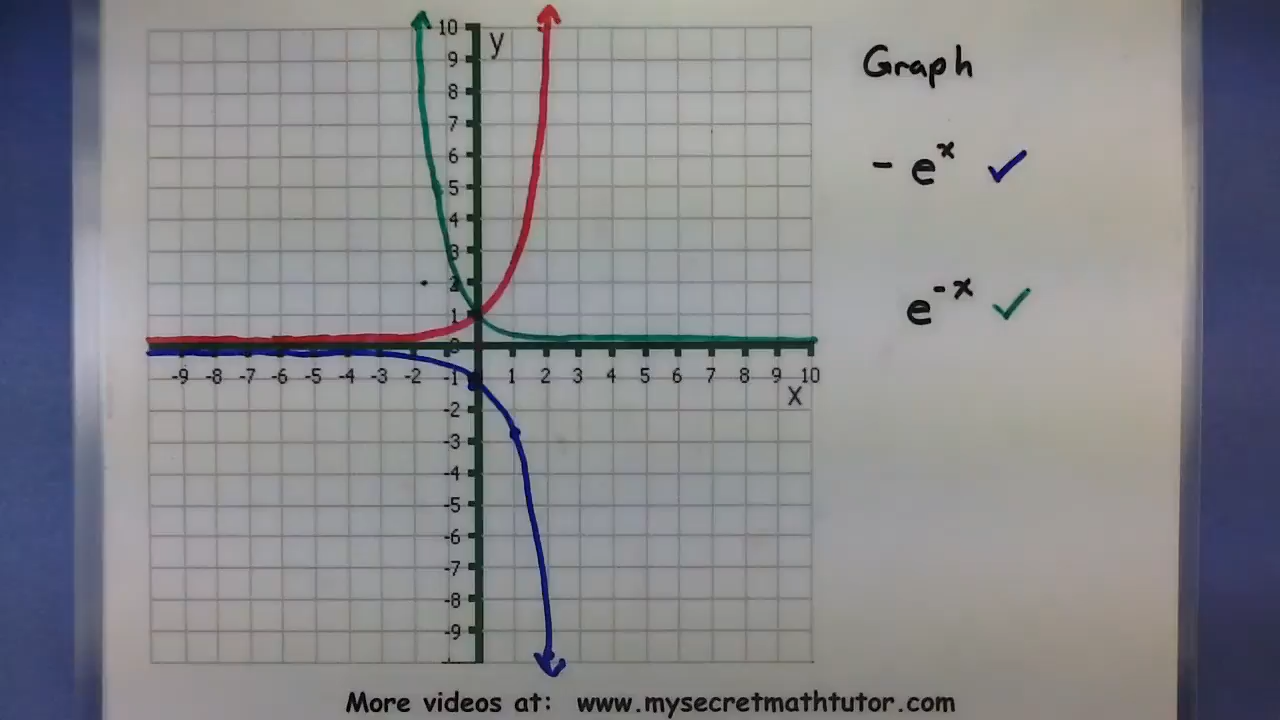 Graph
- e^x ✓
e^-x ✓
y
10
9
8
7
6
5
4
3
2
1
0
-9 -8 -7 -6 -5 -4 -3 -2 -1 1 2 3 4 5 6 7 8 9 10
x
-2
-3
-4
-5
-6
-7
-8
-9
More videos at: www.mysecretmathtutor.com